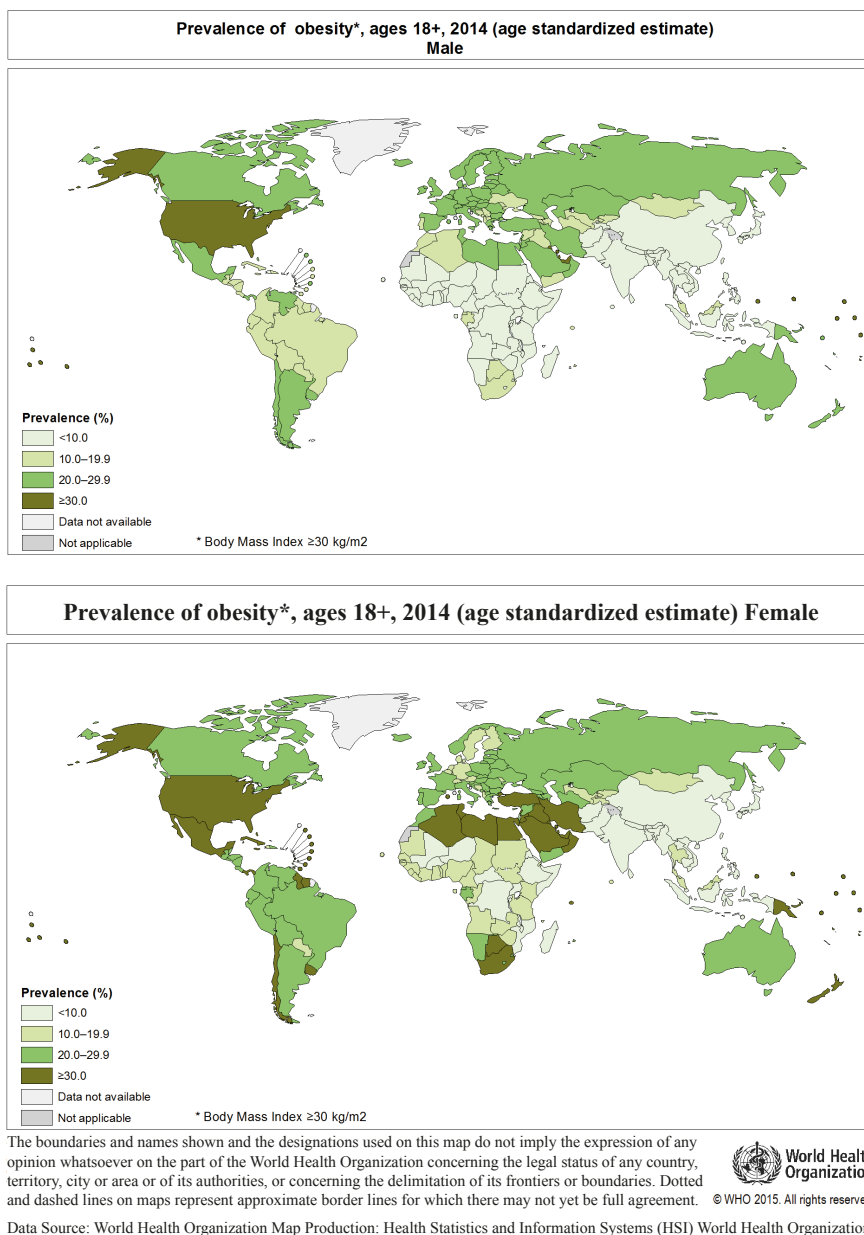 Prevalence of obesity*, ages 18+, 2014 (age standardized estimate)
Male
Prevalence (%)
<10.0
10.0–19.9
20.0–29.9
≥30.0
Data not available
Not applicable
* Body Mass Index ≥30 kg/m2
Prevalence of obesity*, ages 18+, 2014 (age standardized estimate) Female
Prevalence (%)
<10.0
10.0–19.9
20.0–29.9
≥30.0
Data not available
Not applicable
* Body Mass Index ≥30 kg/m2
The boundaries and names shown and the designations used on this map do not imply the expression of any
opinion whatsoever on the part of the World Health Organization concerning the legal status of any country,
territory, city or area or of its authorities, or concerning the delimitation of its frontiers or boundaries. Dotted
and dashed lines on maps represent approximate border lines for which there may not yet be full agreement.
World Healt
Organizatio
© WHO 2015. All rights reserve
Data Source: World Health Organization Map Production: Health Statistics and Information Systems (HSI) World Health Organization